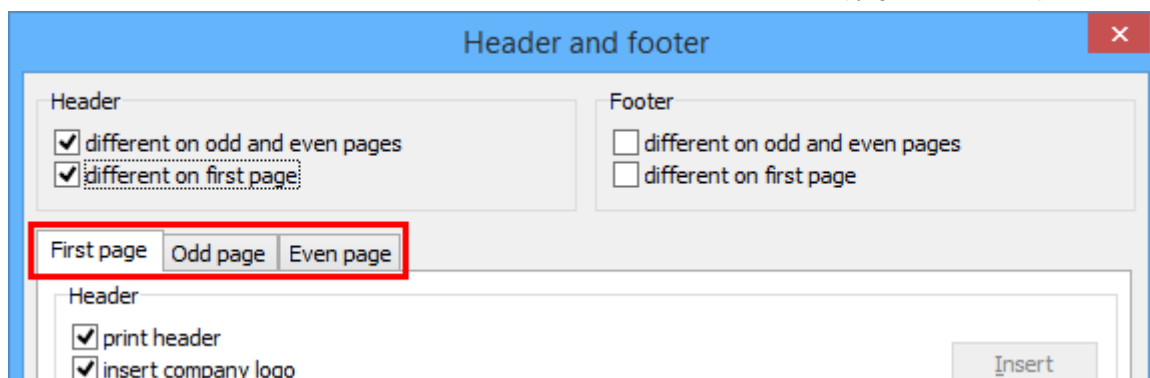 Header and footer
Header
different on odd and even pages
different on first page
Footer
different on odd and even pages
different on first page
First page Odd page Even page
Header
print header
insert company logo
Insert